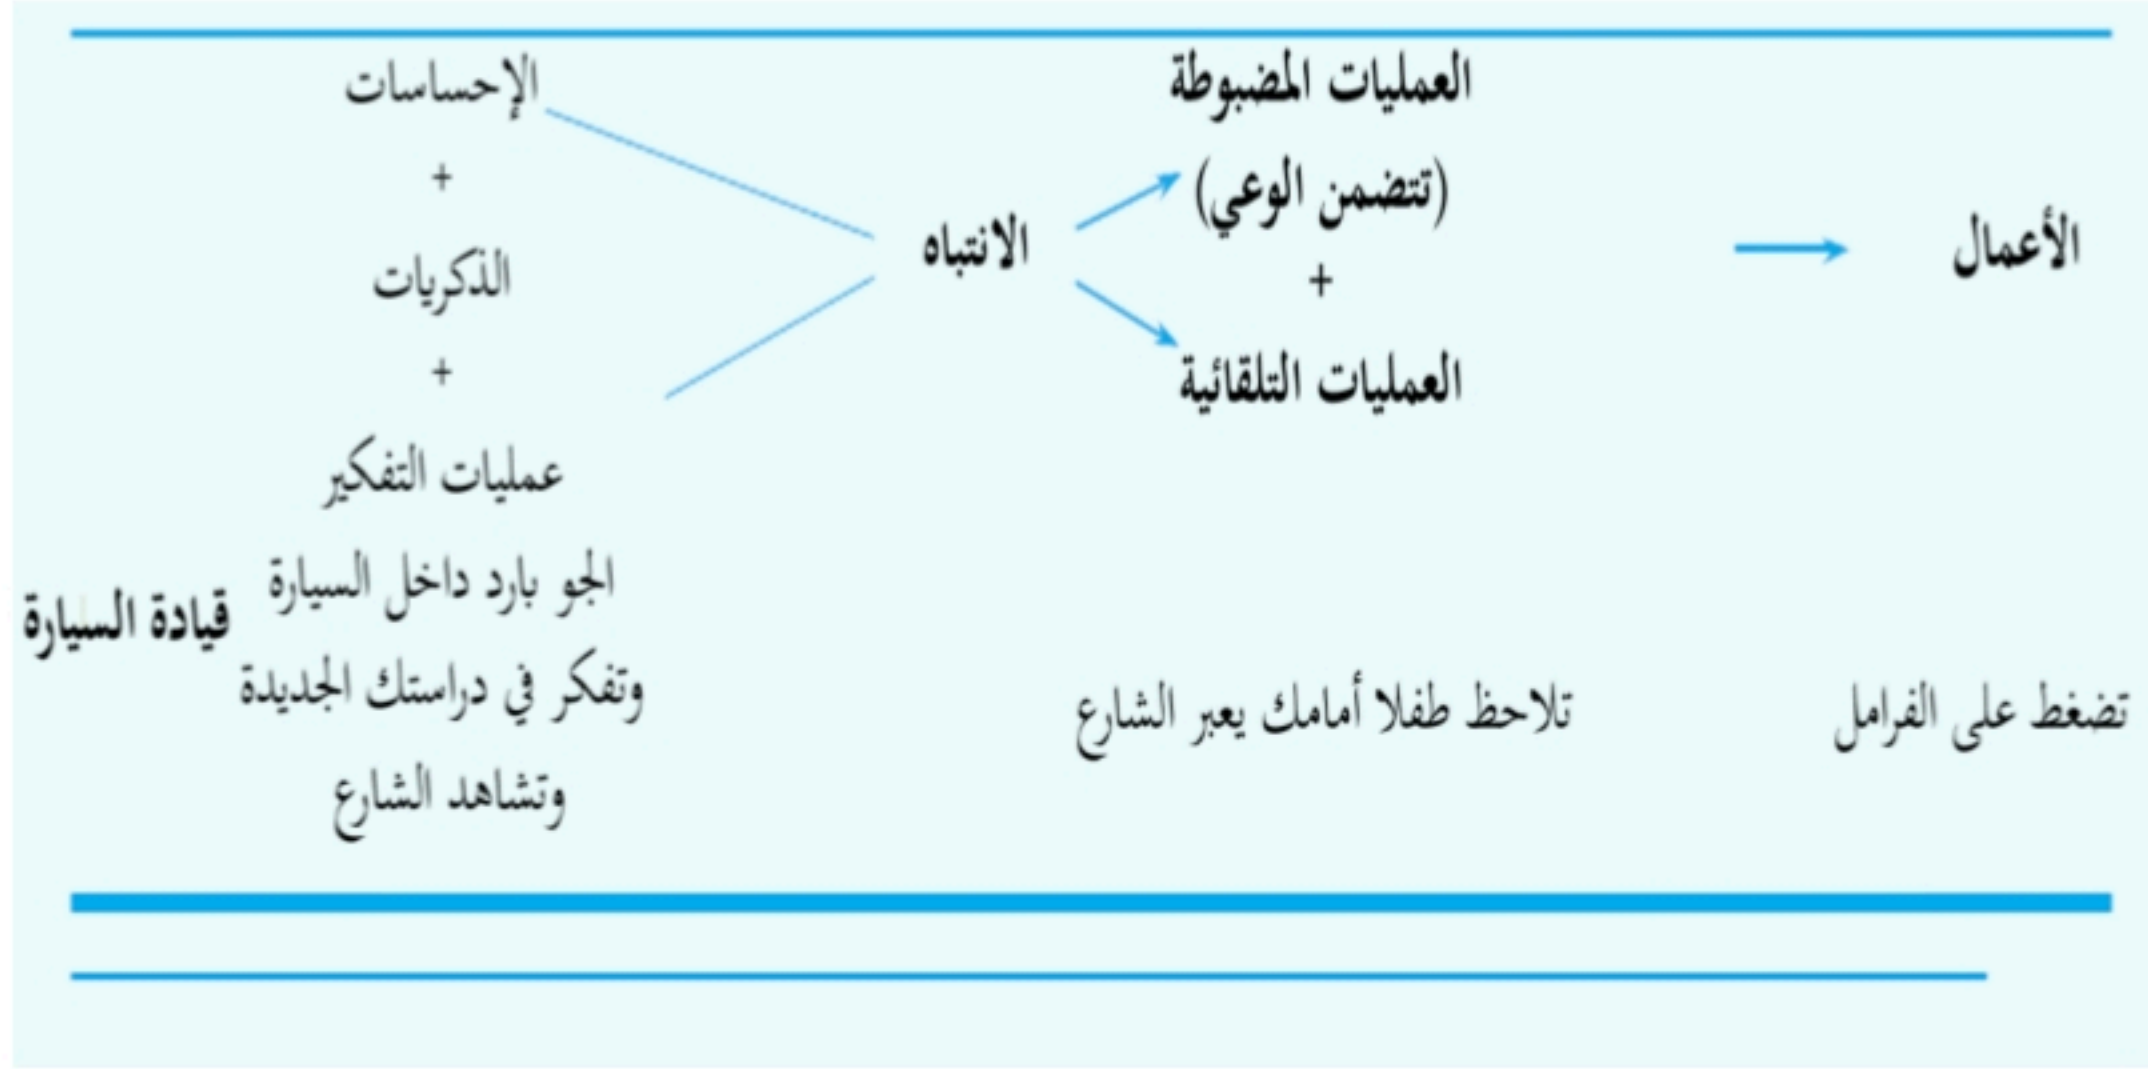 الإحساسات
+
الذكريات
+
عمليات التفكير
الانتباه
العمليات المضبوطة
(تتضمن الوعي)
+
العمليات التلقائية
الأعمال
قيادة السيارة
الجو بارد داخل السيارة
وتفكر في دراستك الجديدة
وتشاهد الشارع
تلاحظ طفلا أمامك يعبر الشارع
تضغط على الفرامل